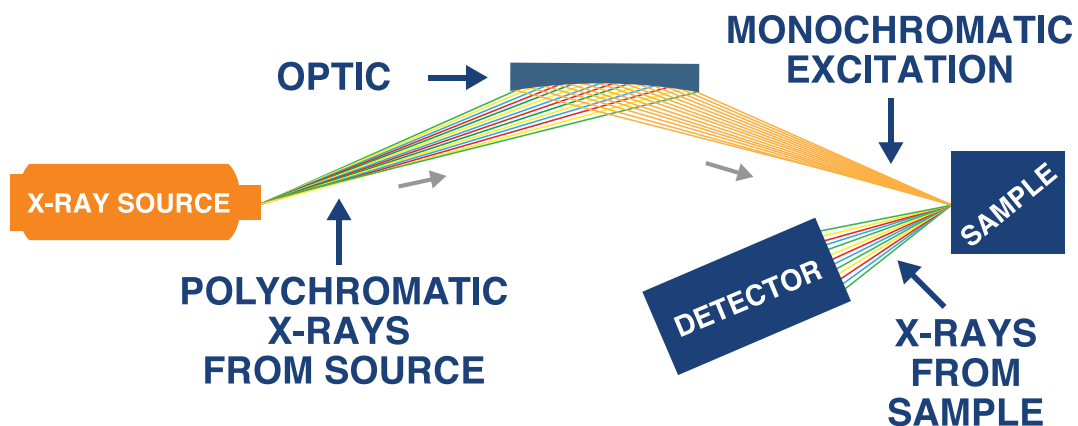 MONOCHROMATIC
EXCITATION
OPTIC
X-RAY SOURCE
SAMPLE
POLYCHROMATIC
X-RAYS
FROM SOURCE
DETECTOR
X-RAYS
FROM
SAMPLE